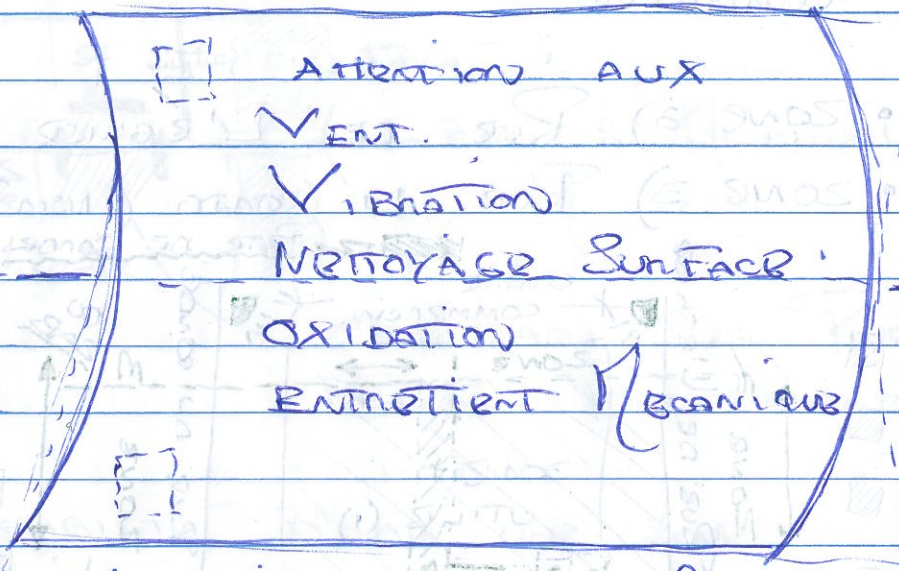 Attention aux
Vent.
Vibration
Nettoyage Surface.
Oxidation
Entretient Mecanique